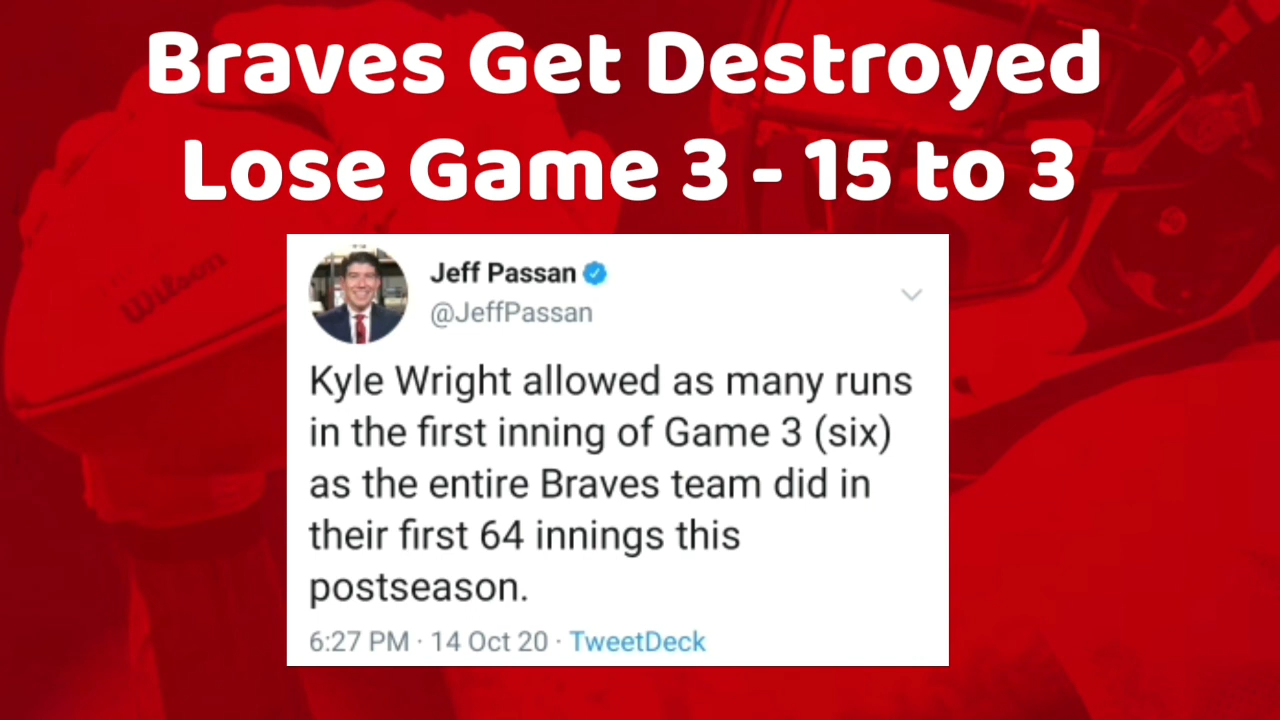 Braves Get Destroyed
Lose Game 3 - 15 to 3
Jeff Passan
@JeffPassan
Wilson
Kyle Wright allowed as many runs
in the first inning of Game 3 (six)
as the entire Braves team did in
their first 64 innings this
postseason.
6:27 PM · 14 Oct 20 · TweetDeck